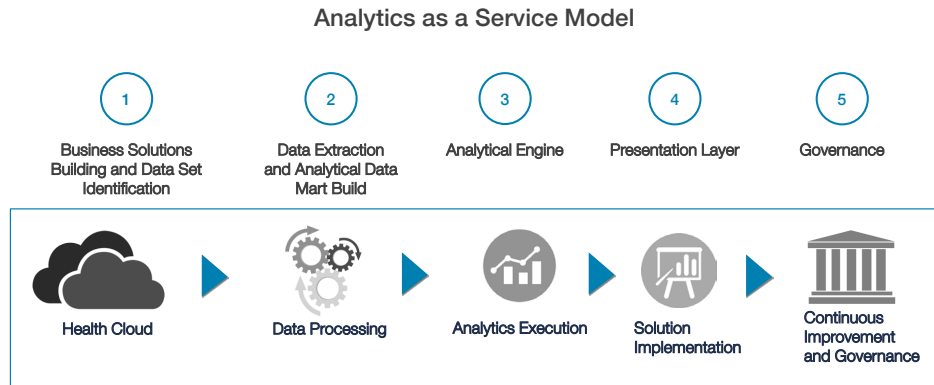 Analytics as a Service Model
1
2
3
4
5
Business Solutions
Building and Data Set
Identification
Data Extraction
and Analytical Data
Mart Build
Analytical Engine
Presentation Layer
Governance
Health Cloud
Data Processing
Analytics Execution
Solution
Implementation
Continuous
Improvement
and Governance